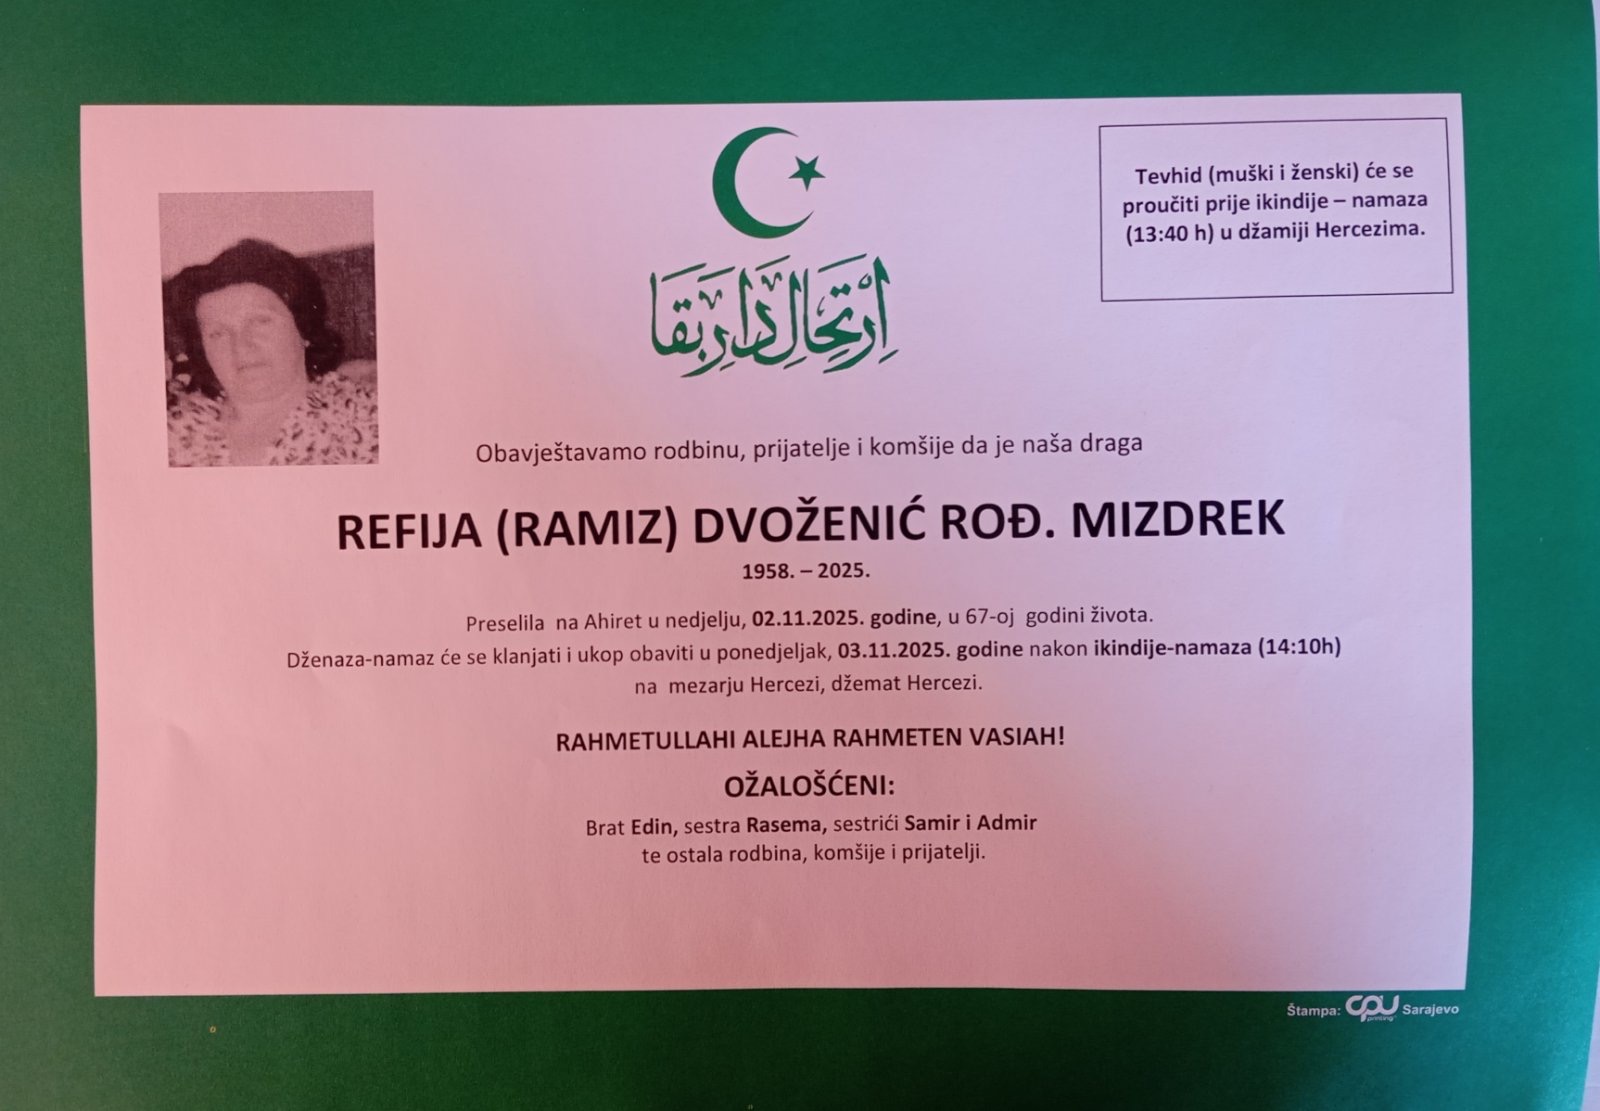 اِرْتِحَالِ دَارِ بَقَا
Tevhid (muški i ženski) će se
proučiti prije ikindije – namaza
(13:40 h) u džamiji Hercezima.
Obavještavamo rodbinu, prijatelje i komšije da je naša draga
REFIJA (RAMIZ) DVOŽENIĆ ROĐ. MIZDREK
1958. – 2025.
Preselila na Ahiret u nedjelju, 02.11.2025. godine, u 67-oj godini života.
Dženaza-namaz će se klanjati i ukop obaviti u ponedjeljak, 03.11.2025. godine nakon ikindije-namaza (14:10h)
na mezarju Hercezi, džemat Hercezi.
RAHMETULLAHI ALEJHA RAHMETEN VASIAH!
OŽALOŠĆENI:
Brat Edin, sestra Rasema, sestrići Samir i Admir
te ostala rodbina, komšije i prijatelji.
Štampa: CPU printing Sarajevo